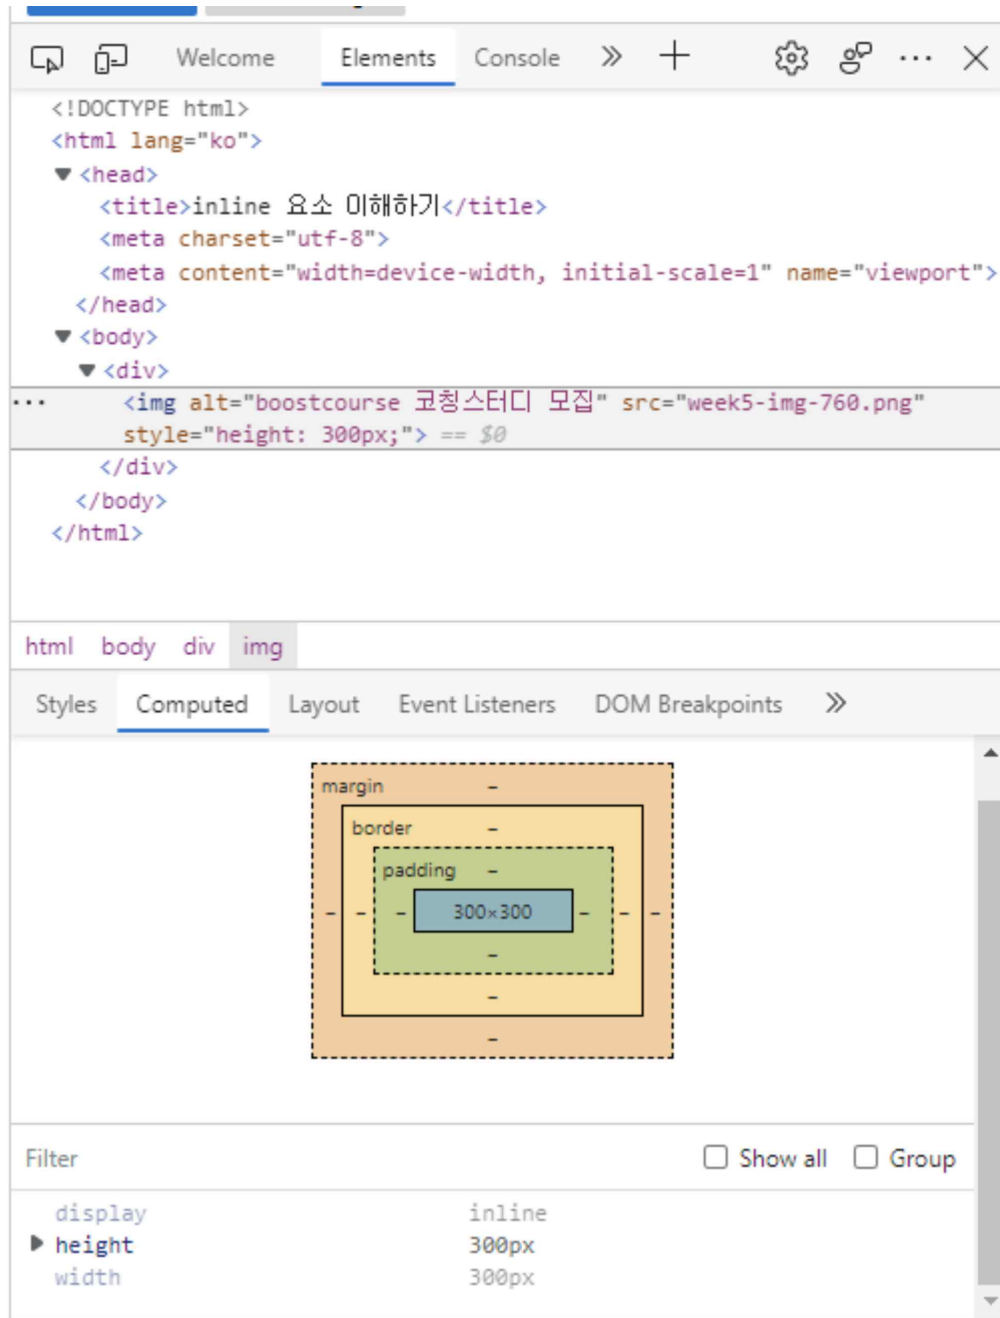 Welcome Elements Console
<!DOCTYPE html>
<html lang="ko">
<head>
<title>inline 요소 이해하기</title>
<meta charset="utf-8">
<meta content="width=device-width, initial-scale=1" name="viewport">
</head>
<body>
<div>
<img alt="boostcourse 코칭스터디 모집" src="week5-img-760.png"
style="height: 300px;"> == $0
</div>
</body>
</html>
html body div img
Styles Computed Layout Event Listeners DOM Breakpoints
margin –
border –
padding –
– – – 300×300 – – –
–
–
–
Filter Show all Group
display inline
height 300px
width 300px